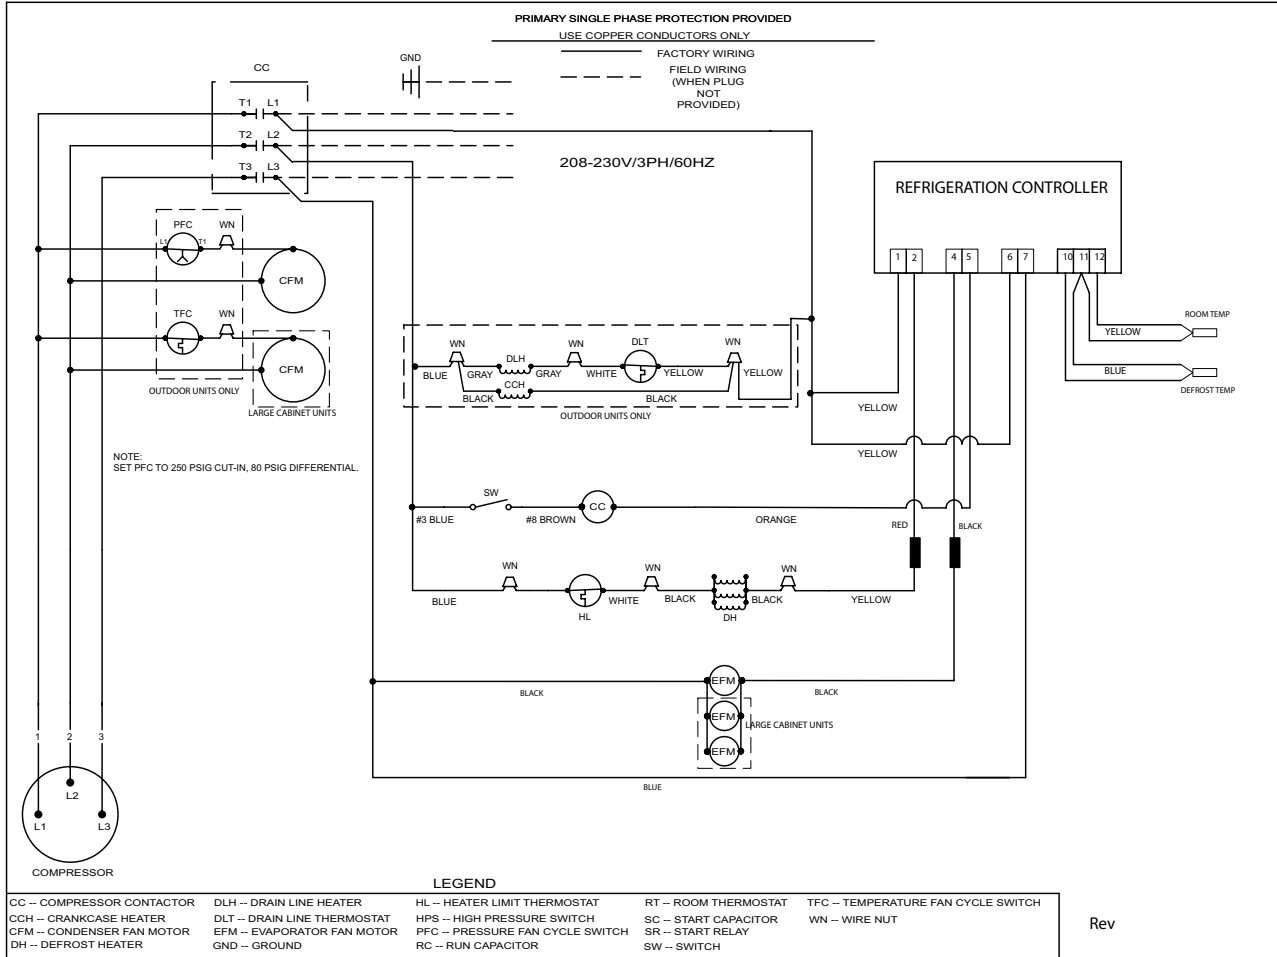 PRIMARY SINGLE PHASE PROTECTION PROVIDED
USE COPPER CONDUCTORS ONLY
FACTORY WIRING
FIELD WIRING
(WHEN PLUG
NOT
PROVIDED)
GND
CC
T1 L1
T2 L2
T3 L3
208-230V/3PH/60HZ
REFRIGERATION CONTROLLER
1 2 4 5 6 7 10 11 12
ROOM TEMP
YELLOW
BLUE
DEFROST TEMP
PFC WN
L1 T1
CFM
TFC WN
CFM
OUTDOOR UNITS ONLY
LARGE CABINET UNITS
NOTE:
SET PFC TO 250 PSIG CUT-IN, 80 PSIG DIFFERENTIAL.
WN DLH WN DLT WN
BLUE GRAY GRAY WHITE YELLOW YELLOW
CCH
BLACK BLACK
OUTDOOR UNITS ONLY
YELLOW
YELLOW
SW
CC
#3 BLUE #8 BROWN ORANGE
RED BLACK
WN WN WN
BLUE WHITE BLACK BLACK YELLOW
HL DH
EFM
BLACK BLACK
EFM
LARGE CABINET UNITS
EFM
BLUE
1 2 3
L2
L1 L3
COMPRESSOR
LEGEND
CC -- COMPRESSOR CONTACTOR DLH -- DRAIN LINE HEATER HL -- HEATER LIMIT THERMOSTAT RT -- ROOM THERMOSTAT TFC -- TEMPERATURE FAN CYCLE SWITCH
CCH -- CRANKCASE HEATER DLT -- DRAIN LINE THERMOSTAT HPS -- HIGH PRESSURE SWITCH SC -- START CAPACITOR WN -- WIRE NUT
CFM -- CONDENSER FAN MOTOR EFM -- EVAPORATOR FAN MOTOR PFC -- PRESSURE FAN CYCLE SWITCH SR -- START RELAY
DH -- DEFROST HEATER GND -- GROUND RC -- RUN CAPACITOR SW -- SWITCH
Rev